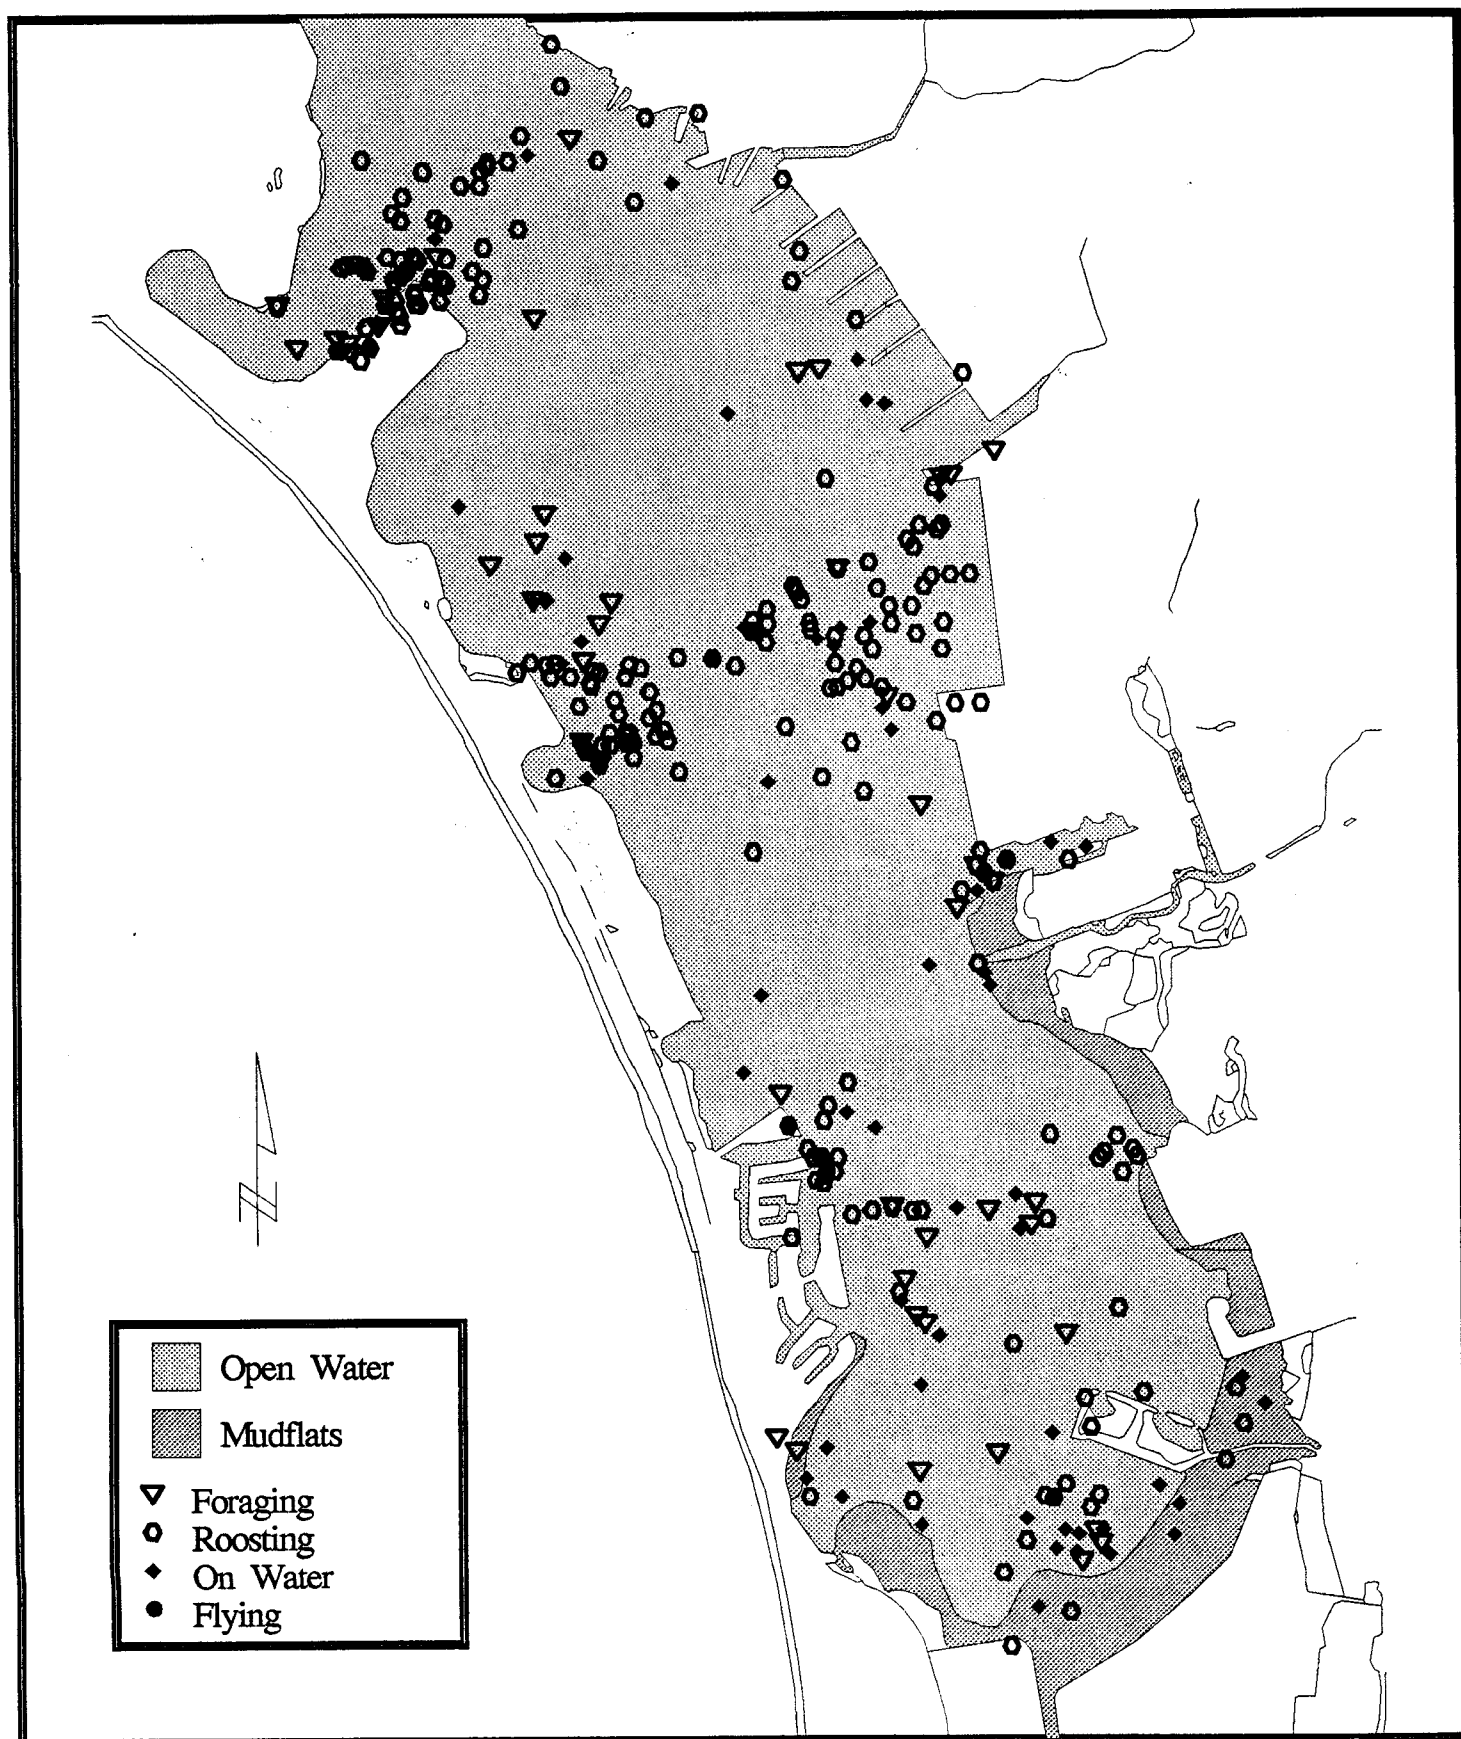 Open Water
Mudflats
Foraging
Roosting
On Water
Flying